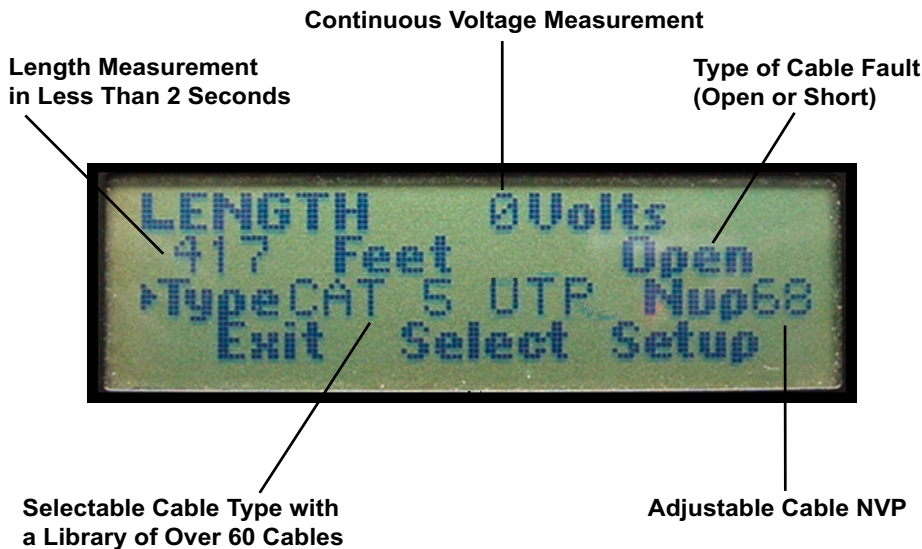 Continuous Voltage Measurement
Length Measurement
in Less Than 2 Seconds
Type of Cable Fault
(Open or Short)
LENGTH 0Volts
417 Feet Open
TypeCAT 5 UTP Nvp68
Exit Select Setup
Selectable Cable Type with
a Library of Over 60 Cables
Adjustable Cable NVP